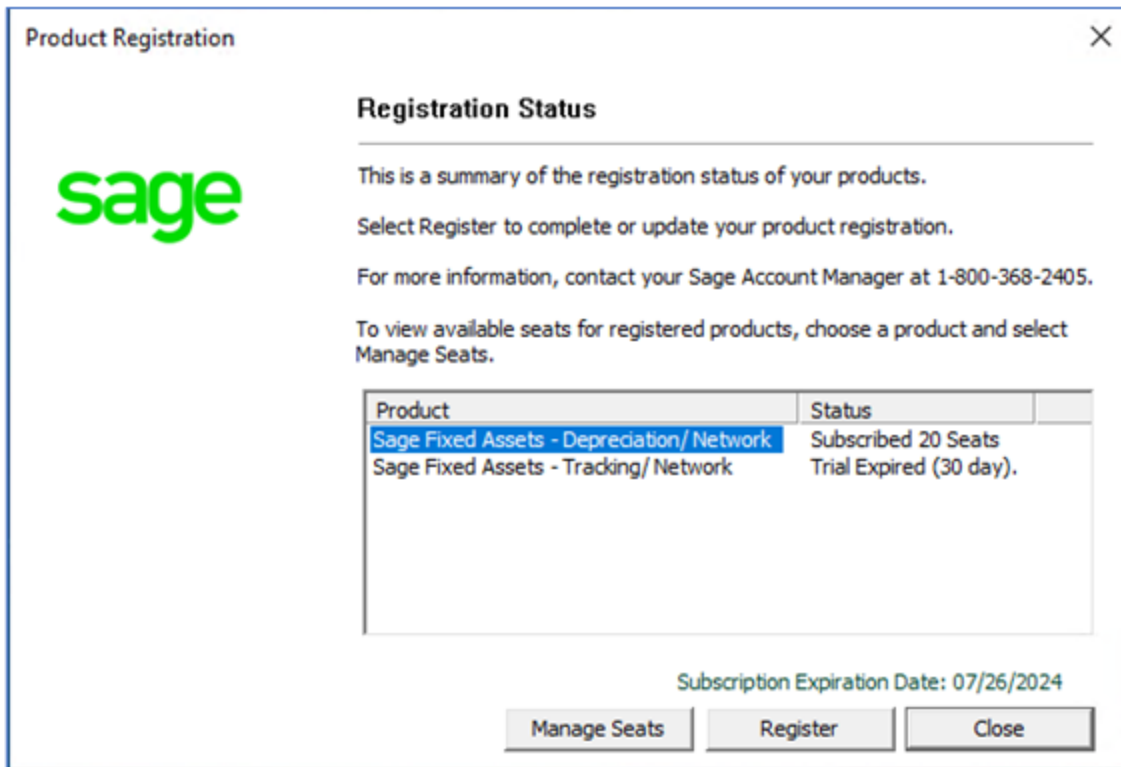 Product Registration
Registration Status
sage
This is a summary of the registration status of your products.
Select Register to complete or update your product registration.
For more information, contact your Sage Account Manager at 1-800-368-2405.
To view available seats for registered products, choose a product and select
Manage Seats.
Product Status
Sage Fixed Assets - Depreciation/Network Subscribed 20 Seats
Sage Fixed Assets - Tracking/Network Trial Expired (30 day).
Subscription Expiration Date: 07/26/2024
Manage Seats Register Close